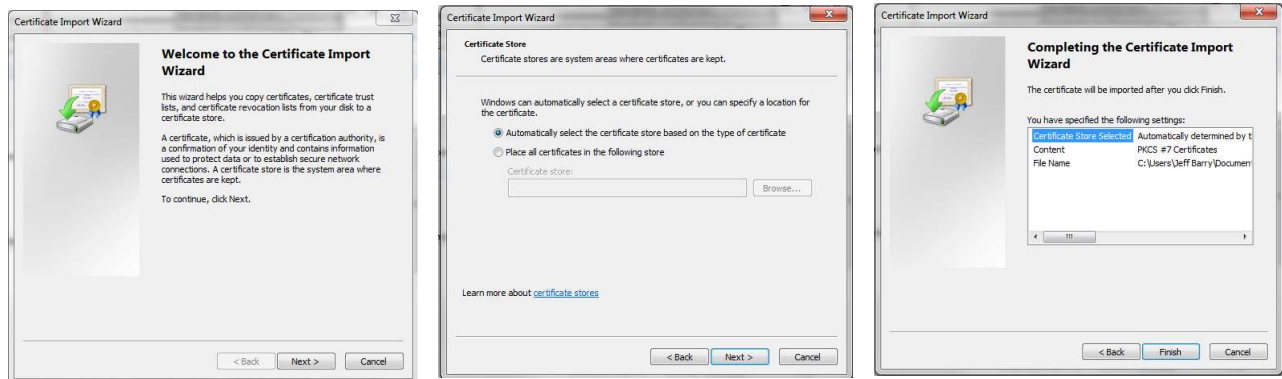 Certificate Import Wizard
Welcome to the Certificate Import
Wizard
This wizard helps you copy certificates, certificate trust
lists, and certificate revocation lists from your disk to a
certificate store.
A certificate, which is issued by a certification authority, is
a confirmation of your identity and contains information
used to protect data or to establish secure network
connections. A certificate store is the system area where
certificates are kept.
To continue, click Next.
< Back
Next >
Cancel
Certificate Import Wizard
Certificate Store
Certificate stores are system areas where certificates are kept.
Windows can automatically select a certificate store, or you can specify a location for
the certificate.
Automatically select the certificate store based on the type of certificate
Place all certificates in the following store
Certificate store:
Browse...
Learn more about certificate stores
< Back
Next >
Cancel
Certificate Import Wizard
Completing the Certificate Import
Wizard
The certificate will be imported after you click Finish.
You have specified the following settings:
Certificate Store Selected Automatically determined by t
Content PKCS #7 Certificates
File Name C:\Users\Jeff Barry\Documen
< Back
Finish
Cancel